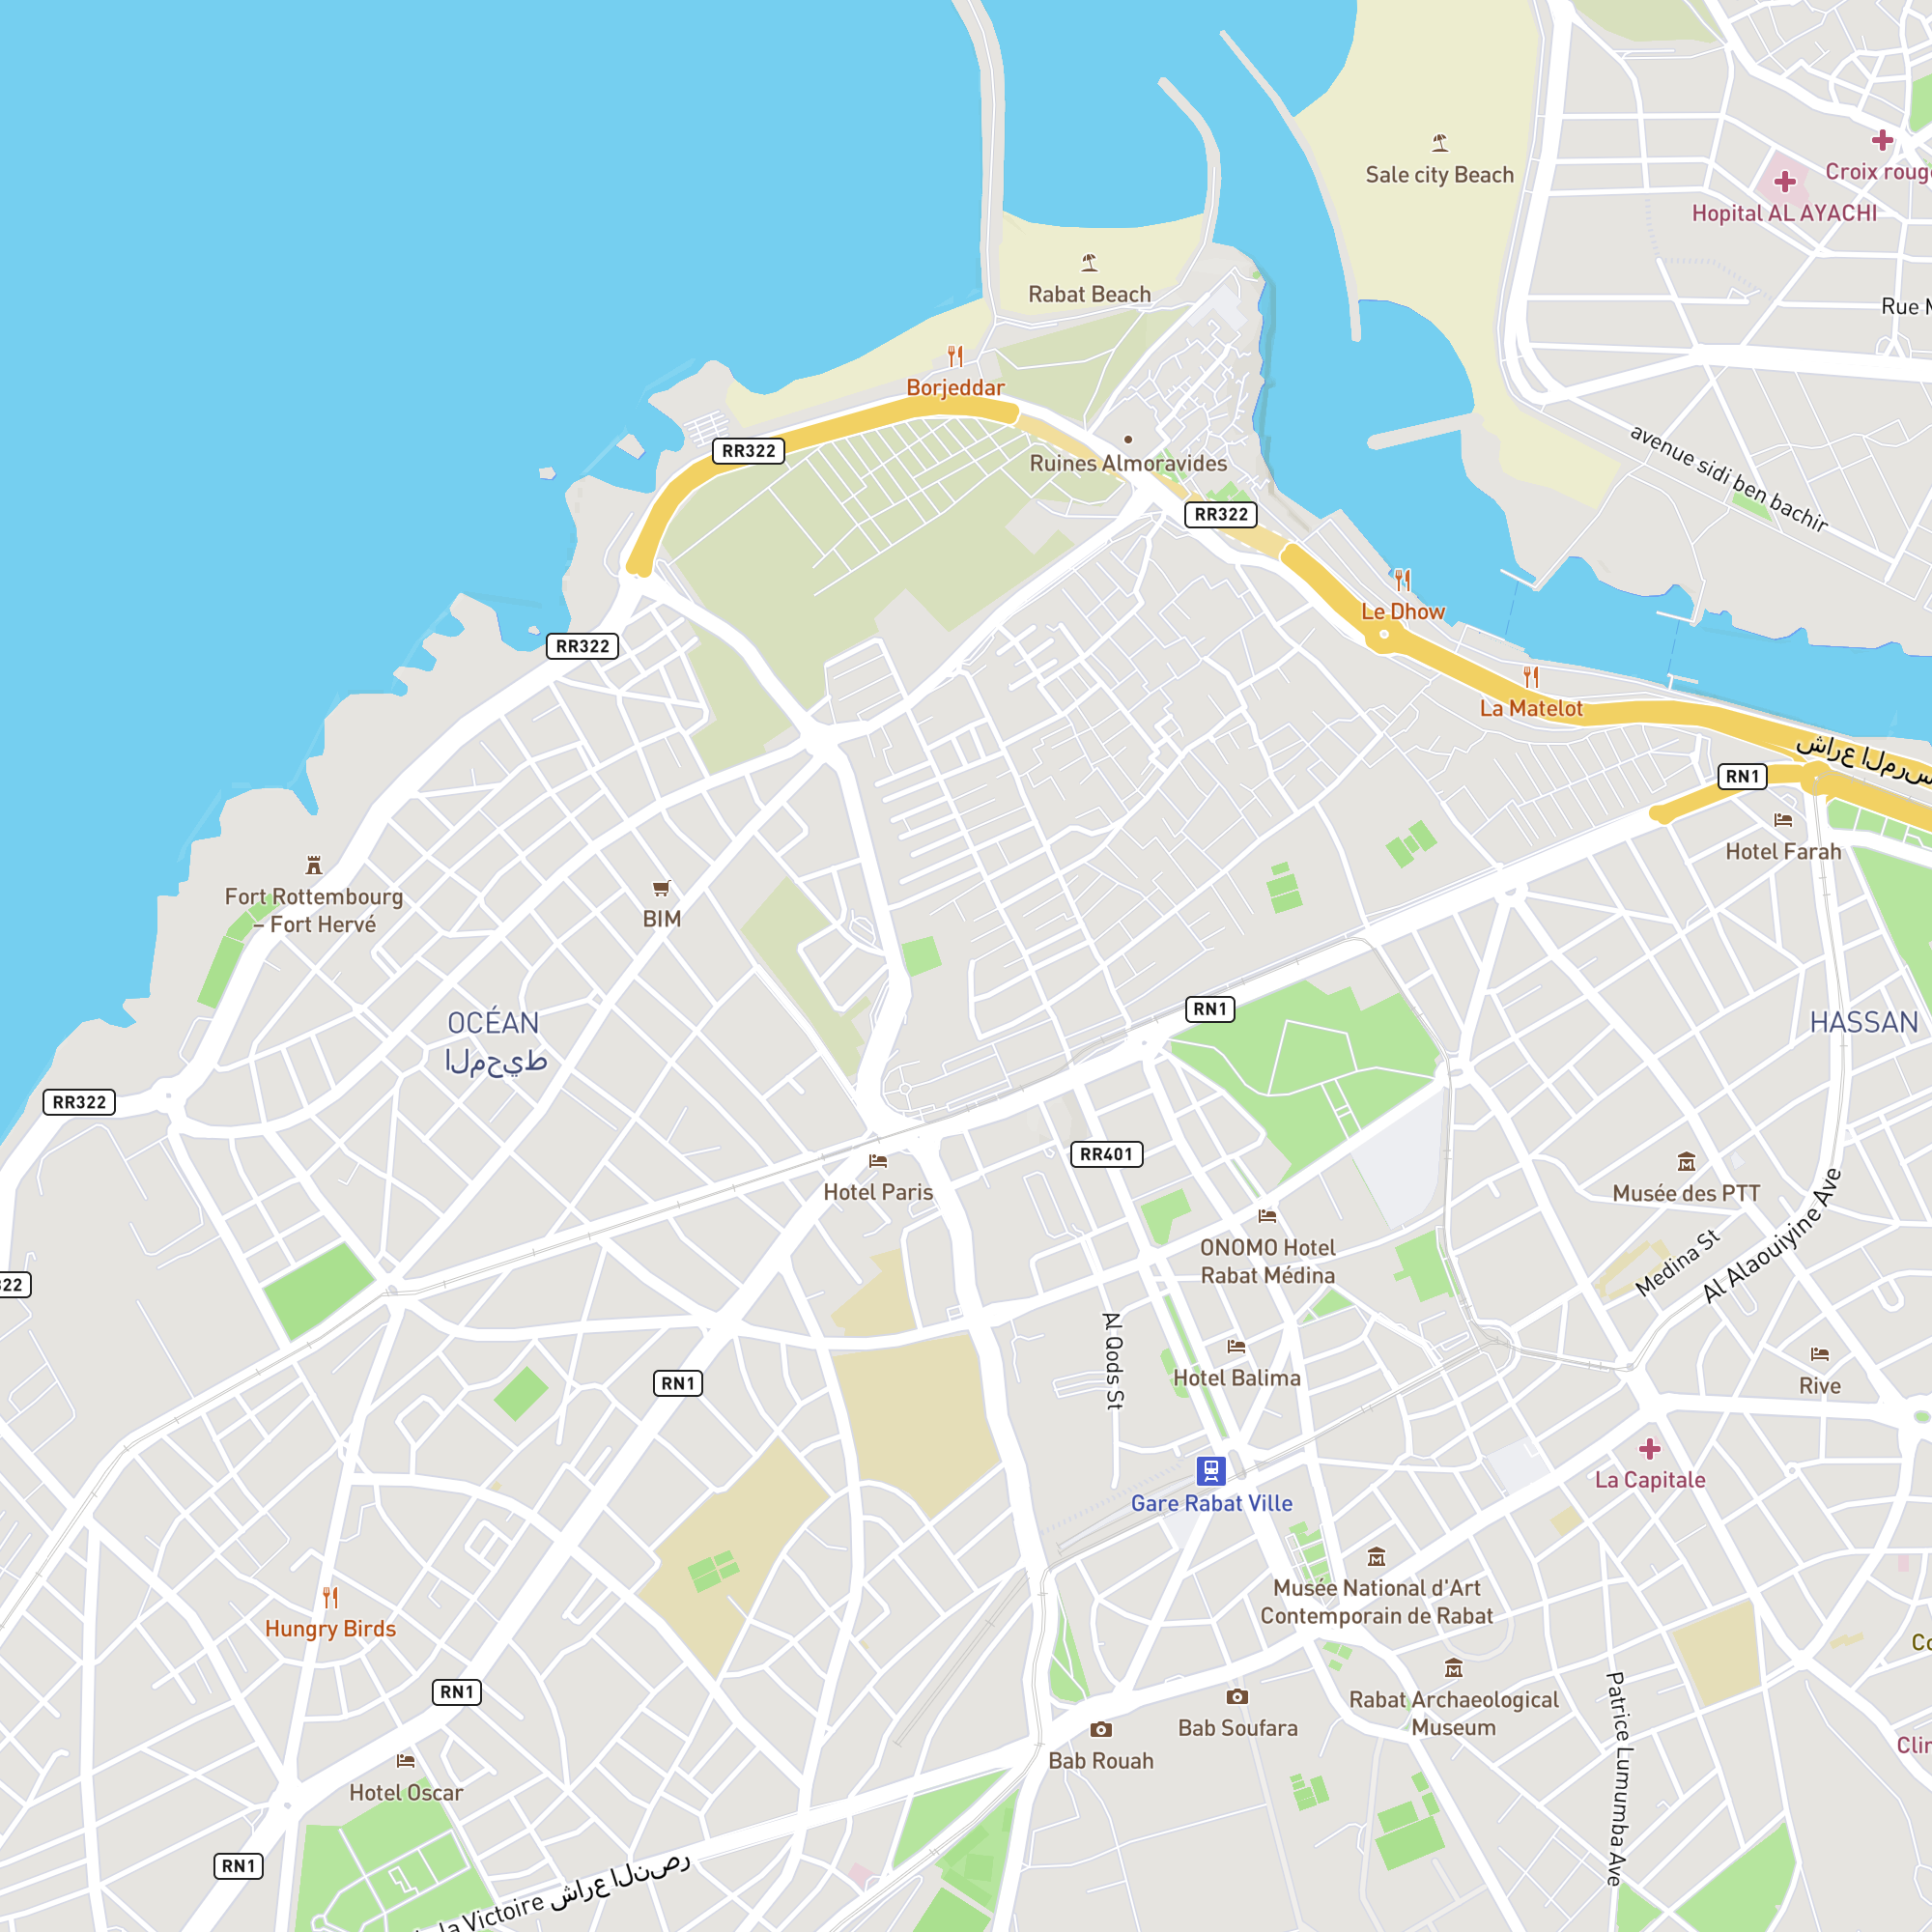 Sale city Beach
Croix roug
Hopital AL AYACHI
Rabat Beach
Rue M
Borjeddar
RR322
Ruines Almoravides
avenue sidi ben bachir
RR322
Le Dhow
RR322
La Matelot
شارع المرس
RN1
Hotel Farah
Fort Rottembourg
– Fort Hervé
BIM
RN1
OCÉAN
المحيط
HASSAN
RR322
RR401
Hotel Paris
Musée des PTT
ONOMO Hotel
Rabat Médina
Medina St
Al Alaouiyine Ave
322
Al Qods St
Hotel Balima
RN1
Rive
La Capitale
Gare Rabat Ville
Musée National d'Art
Contemporain de Rabat
Hungry Birds
Co
RN1
Rabat Archaeological
Museum
Patrice Lumumba Ave
Bab Soufara
Bab Rouah
Clin
Hotel Oscar
RN1
la Victoire شارع النصر